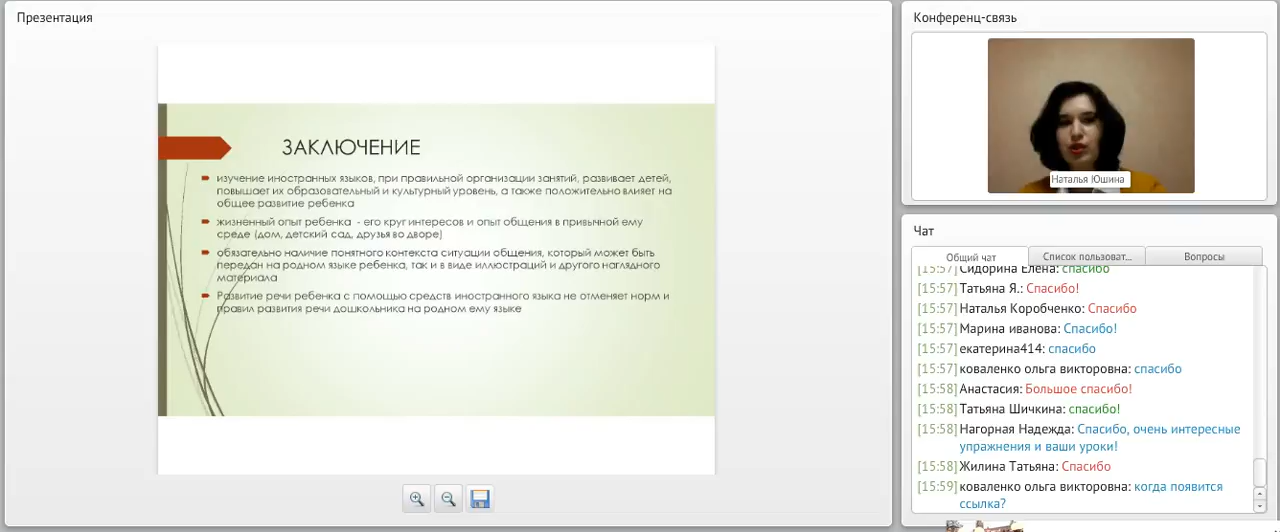 Презентация
ЗАКЛЮЧЕНИЕ
изучение иностранных языков, при правильной организации занятий, развивает детей,
повышает их образовательный и культурный уровень, а также положительно влияет на
общее развитие ребенка
жизненный опыт ребенка - его круг интересов и опыт общения в привычной ему
среде (дом, детский сад, друзья во дворе)
обязательно наличие понятного контекста ситуации общения, который может быть
передан на родном языке ребенка, так и в виде иллюстраций и другого наглядного
материала
Развитие речи ребенка с помощью средств иностранного языка не отменяет норм и
правил развития речи дошкольника на родном ему языке
Конференц-связь
Наталья Юшина
Чат
Общий чат
Список пользоват...
Вопросы
[15:57] Сидорина Елена: спасибо
[15:57] Татьяна Я.: Спасибо!
[15:57] Наталья Коробченко: Спасибо
[15:57] Марина иванова: Спасибо!
[15:57] екатерина414: спасибо
[15:57] коваленко ольга викторовна: спасибо
[15:58] Анастасия: Большое спасибо!
[15:58] Татьяна Шичкина: спасибо!
[15:58] Нагорная Надежда: Спасибо, очень интересные
упражнения и ваши уроки!
[15:58] Жилина Татьяна: Спасибо
[15:59] коваленко ольга викторовна: когда появится
ссылка?